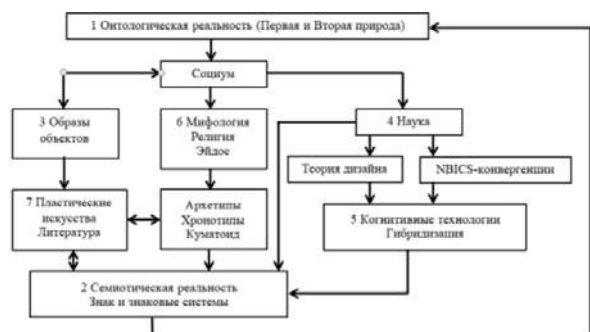 1 Онтологическая реальность (Первая и Вторая природа)
Социум
3 Образы
объектов
6 Мифология
Религия
Эйдос
4 Наука
Теория дизайна
NBICS-конвергенции
7 Пластические
искусства
Литература
Архетипы
Хронотипы
Куматоид
5 Когнитивные технологии
Гибридизация
2 Семиотическая реальность
Знак и знаковые системы